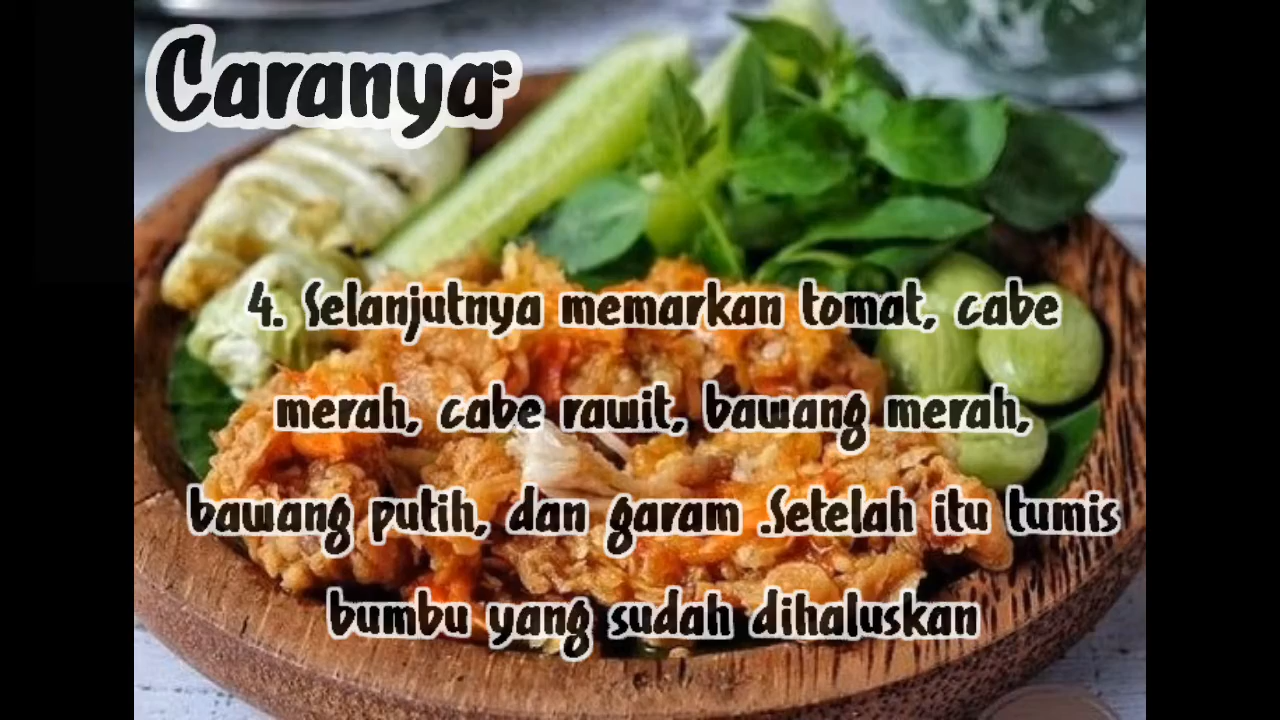 Caranya:
4. Selanjutnya memarkan tomat, cabe
merah, cabe rawit, bawang merah,
bawang putih, dan garam .Setelah itu tumis
bumbu yang sudah dihaluskan